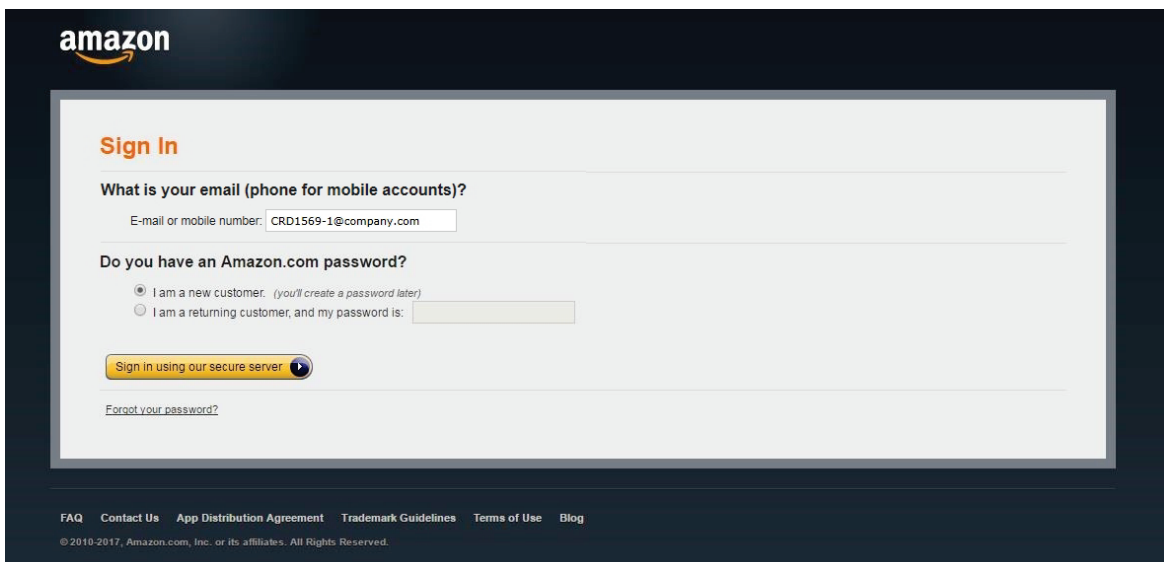 amazon
Sign In
What is your email (phone for mobile accounts)?
E-mail or mobile number: CRD1569-1@company.com
Do you have an Amazon.com password?
I am a new customer. (you'll create a password later)
I am a returning customer, and my password is:
Sign in using our secure server
Forgot your password?
FAQ Contact Us App Distribution Agreement Trademark Guidelines Terms of Use Blog
© 2010-2017, Amazon.com, Inc. or its affiliates. All Rights Reserved.